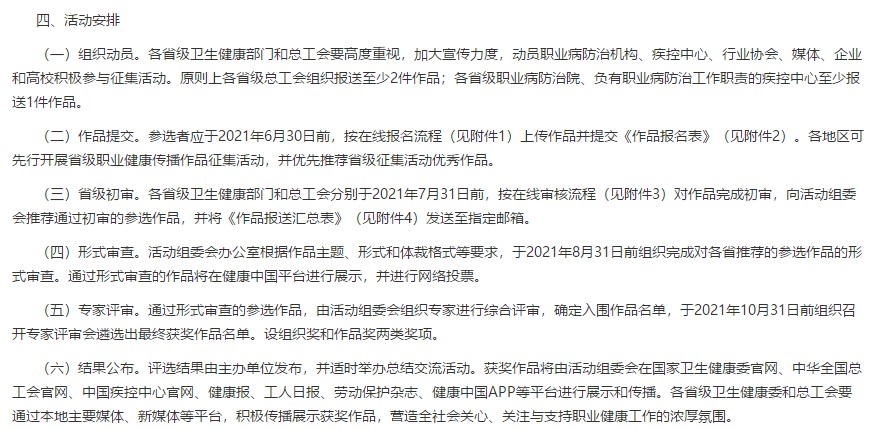 四、活动安排
（一）组织动员。各省级卫生健康部门和总工会要高度重视，加大宣传力度，动员职业病防治机构、疾控中心、行业协会、媒体、企业
和高校积极参与征集活动。原则上各省级总工会组织报送至少2件作品；各省级职业病防治院、负有职业病防治工作职责的疾控中心至少报
送1件作品。
（二）作品提交。参选者应于2021年6月30日前，按在线报名流程（见附件1）上传作品并提交《作品报名表》（见附件2）。各地区可
先行开展省级职业健康传播作品征集活动，并优先推荐省级征集活动优秀作品。
（三）省级初审。各省级卫生健康部门和总工会分别于2021年7月31日前，按在线审核流程（见附件3）对作品完成初审，向活动组委
会推荐通过初审的参选作品，并将《作品报送汇总表》（见附件4）发送至指定邮箱。
（四）形式审查。活动组委会办公室根据作品主题、形式和体裁格式等要求，于2021年8月31日前组织完成对各省推荐的参选作品的形
式审查。通过形式审查的作品将在健康中国平台进行展示，并进行网络投票。
（五）专家评审。通过形式审查的参选作品，由活动组委会组织专家进行综合评审，确定入围作品名单，于2021年10月31日前组织召
开专家评审会遴选出最终获奖作品名单。设组织奖和作品奖两类奖项。
（六）结果公布。评选结果由主办单位发布，并适时举办总结交流活动。获奖作品将由活动组委会在国家卫生健康委官网、中华全国总
工会官网、中国疾控中心官网、健康报、工人日报、劳动保护杂志、健康中国APP等平台进行展示和传播。各省级卫生健康委和总工会要
通过本地主要媒体、新媒体等平台，积极传播展示获奖作品，营造全社会关心、关注与支持职业健康工作的浓厚氛围。